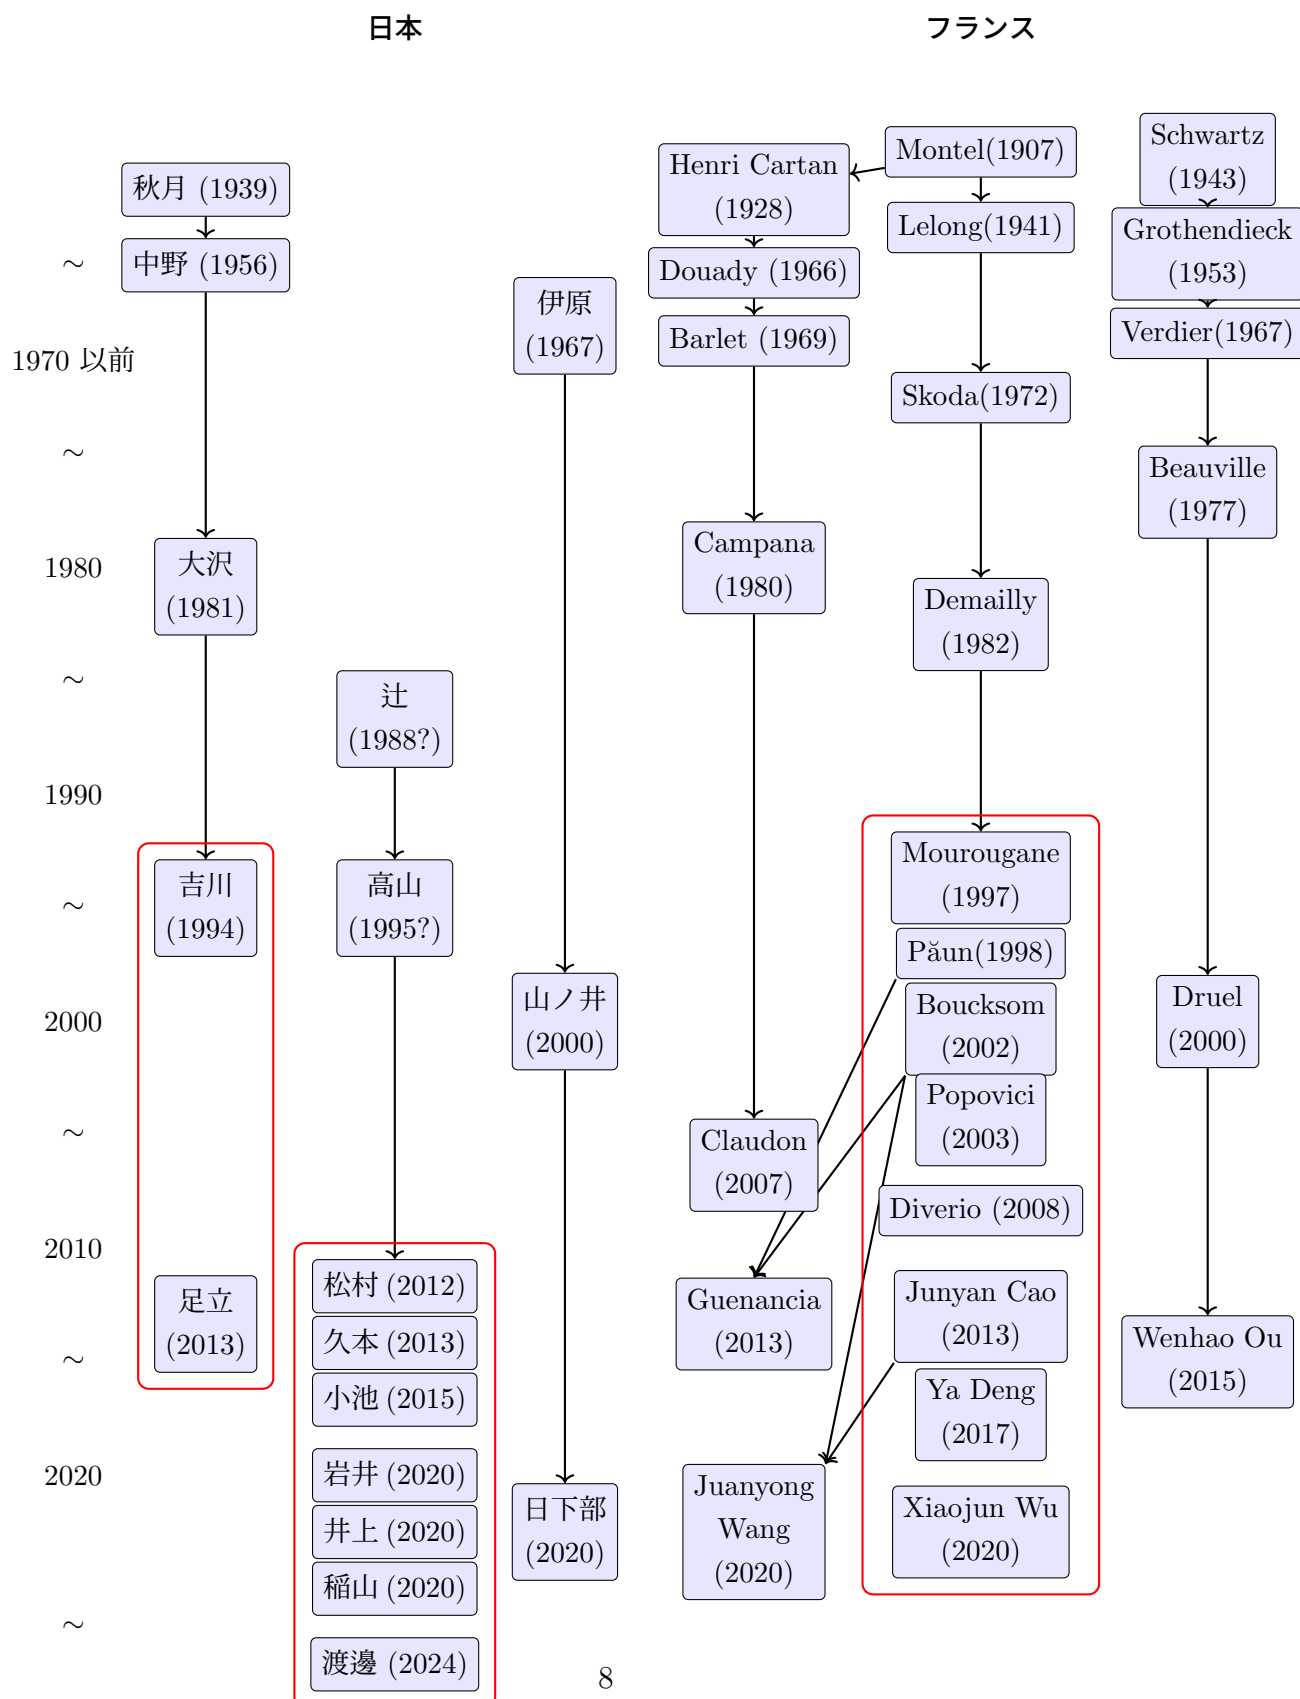 日本
フランス
秋月 (1939)
中野 (1956)
大沢
(1981)
吉川
(1994)
足立
(2013)
辻
(1988?)
高山
(1995?)
松村 (2012)
久本 (2013)
小池 (2015)
岩井 (2020)
井上 (2020)
稲山 (2020)
渡邊 (2024)
伊原
(1967)
山ノ井
(2000)
日下部
(2020)
Henri Cartan
(1928)
Douady (1966)
Barlet (1969)
Campana
(1980)
Claudon
(2007)
Guenancia
(2013)
Juanyong
Wang
(2020)
Montel(1907)
Lelong(1941)
Skoda(1972)
Demailly
(1982)
Mourougane
(1997)
Păun(1998)
Boucksom
(2002)
Popovici
(2003)
Diverio (2008)
Junyan Cao
(2013)
Ya Deng
(2017)
Xiaojun Wu
(2020)
Schwartz
(1943)
Grothendieck
(1953)
Verdier(1967)
Beauville
(1977)
Druel
(2000)
Wenhao Ou
(2015)
∼
1970 以前
∼
1980
∼
1990
∼
2000
∼
2010
∼
2020
∼
8